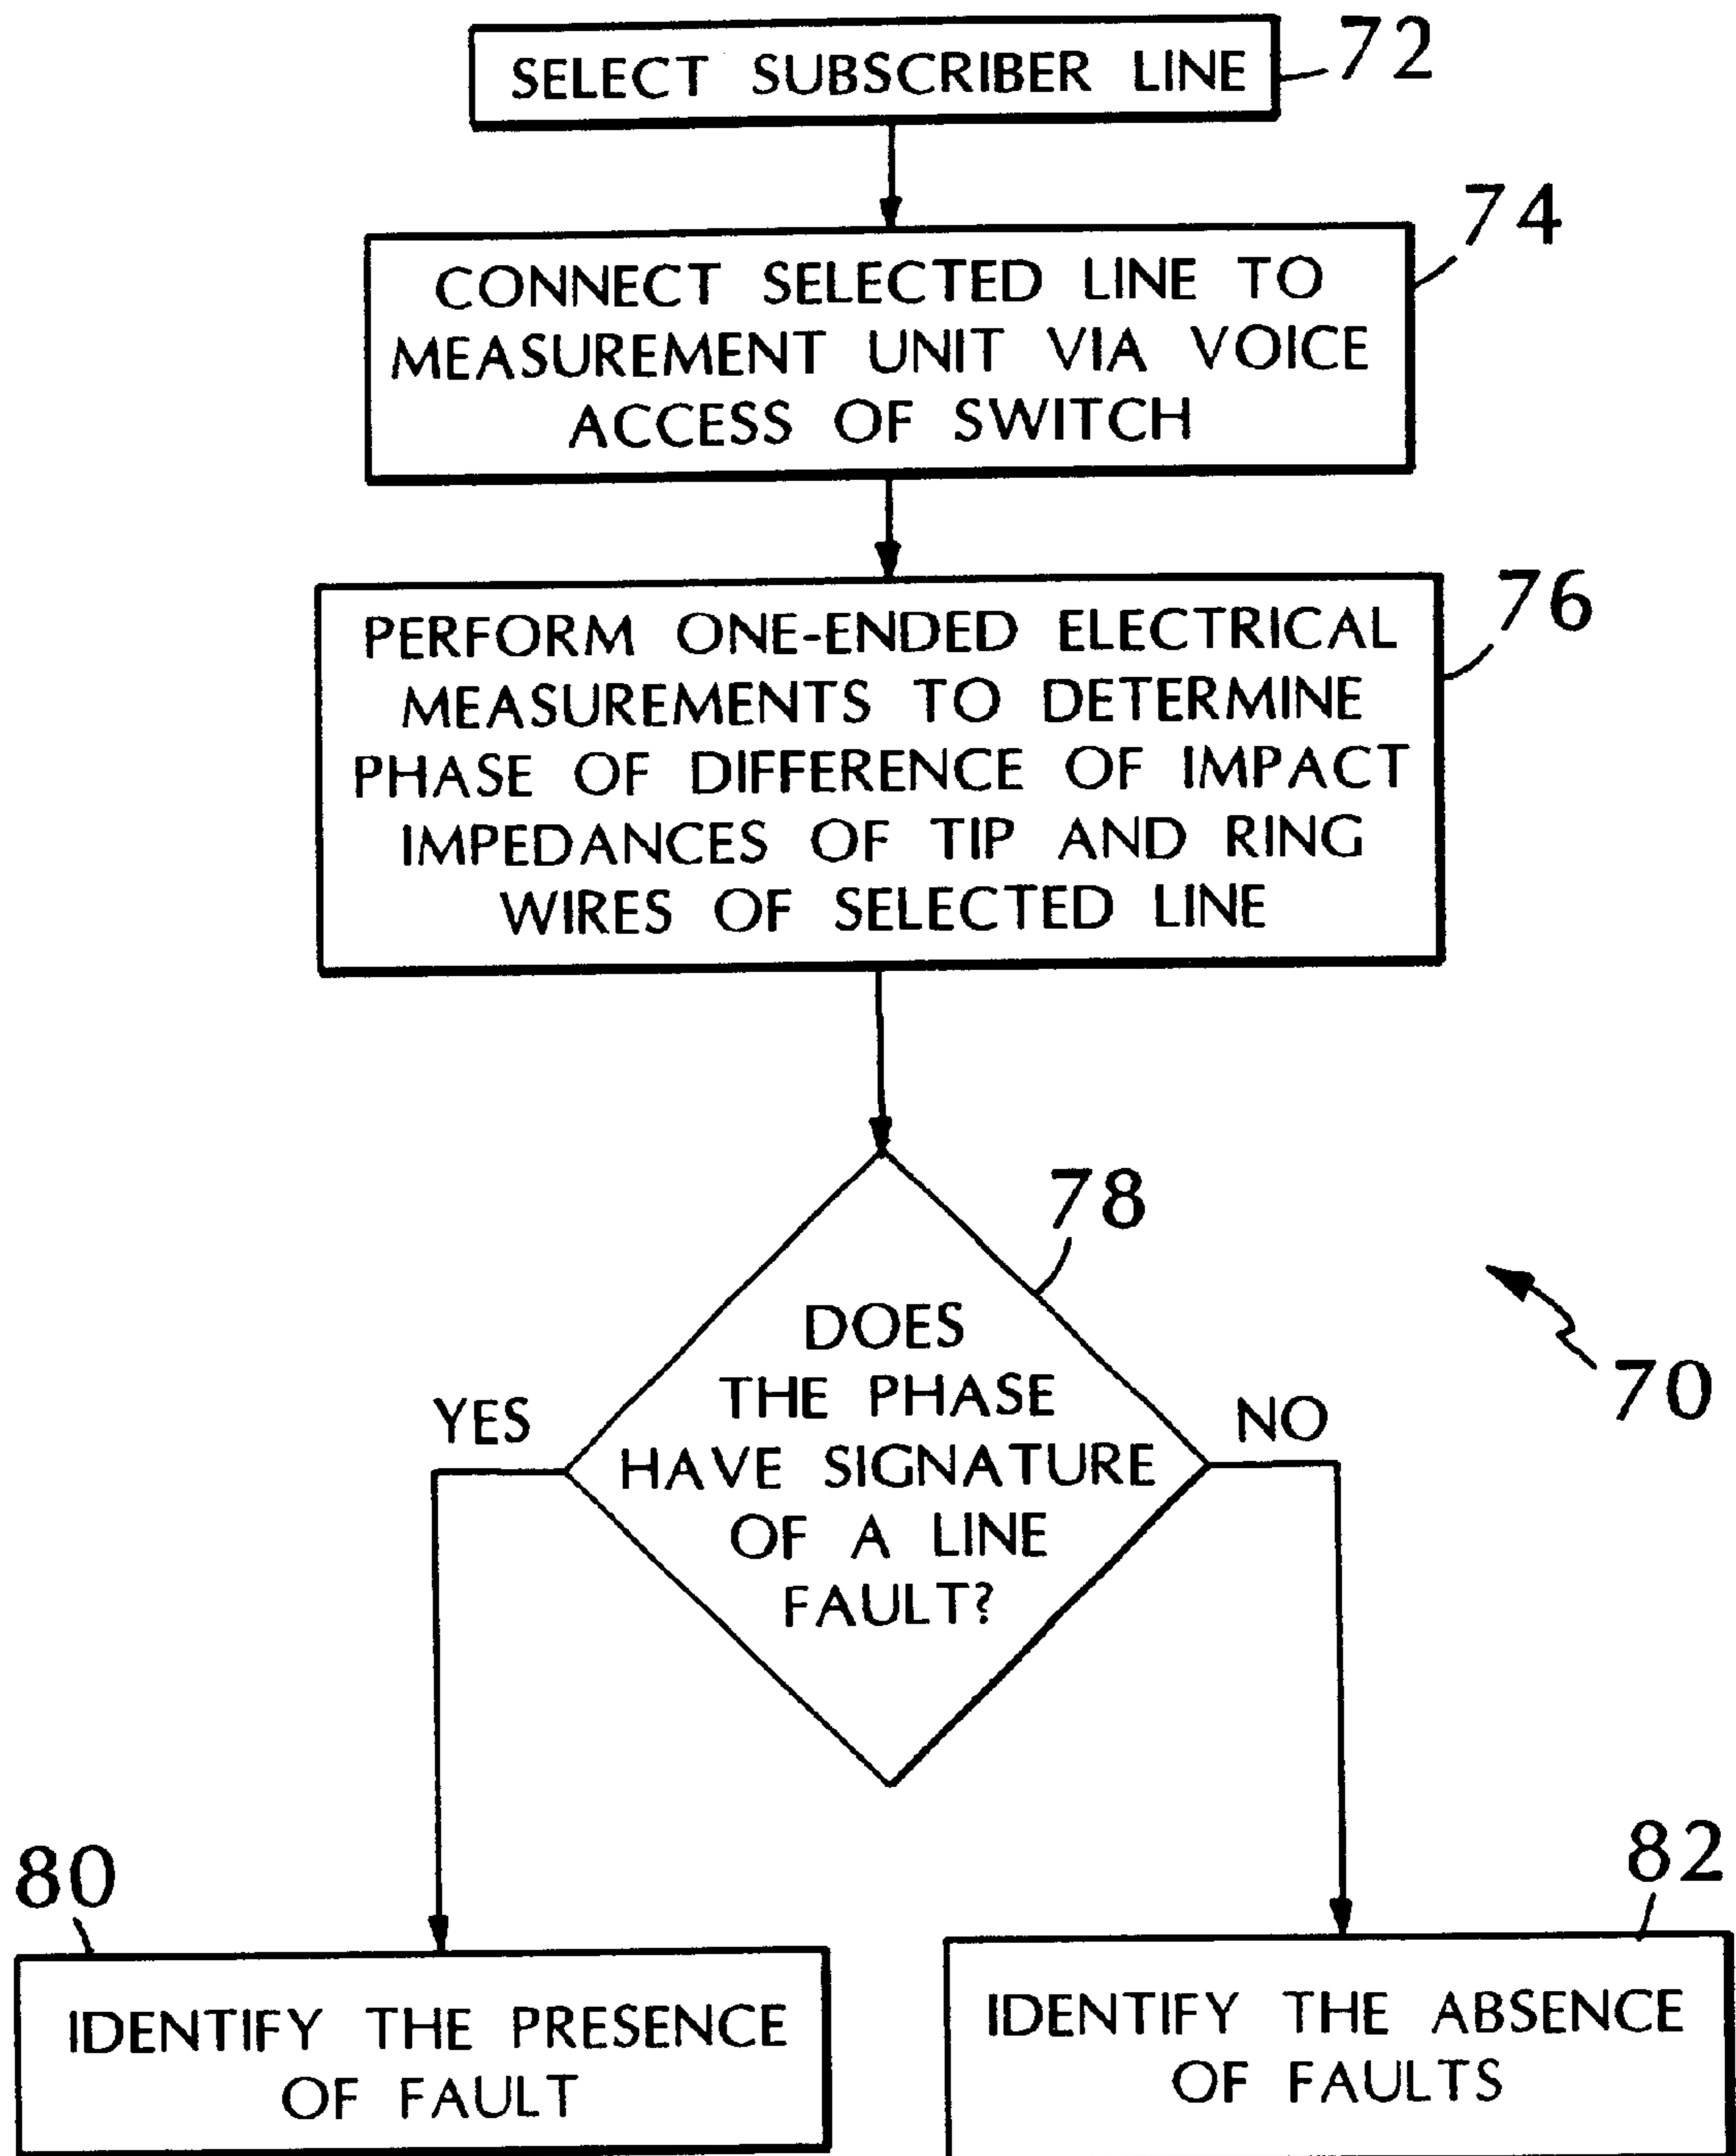 SELECT SUBSCRIBER LINE
72
CONNECT SELECTED LINE TO
MEASUREMENT UNIT VIA VOICE
ACCESS OF SWITCH
74
PERFORM ONE-ENDED ELECTRICAL
MEASUREMENTS TO DETERMINE
PHASE OF DIFFERENCE OF IMPACT
IMPEDANCES OF TIP AND RING
WIRES OF SELECTED LINE
76
78
DOES
THE PHASE
HAVE SIGNATURE
OF A LINE
FAULT?
YES
NO
70
80
IDENTIFY THE PRESENCE
OF FAULT
82
IDENTIFY THE ABSENCE
OF FAULTS